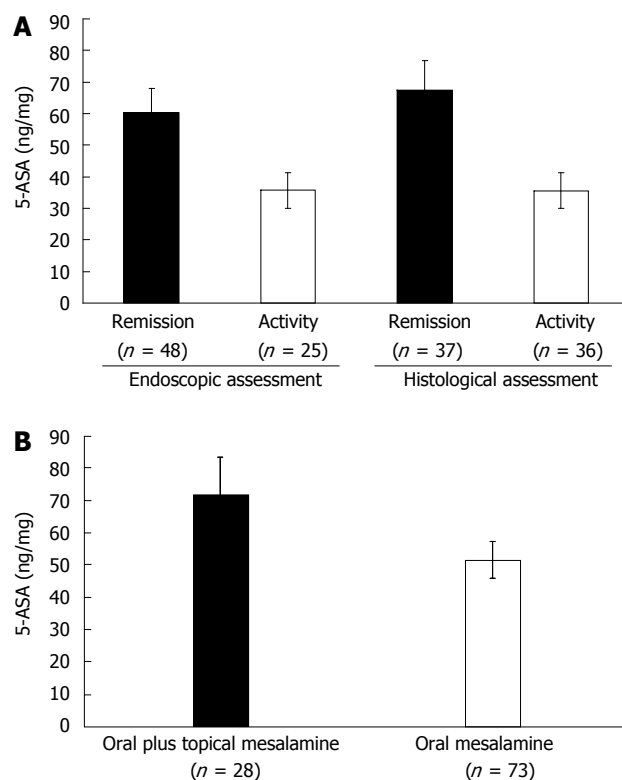 A
5-ASA (ng/mg)
90
80
70
60
50
40
30
20
10
0
Remission Activity Remission Activity
(n = 48) (n = 25) (n = 37) (n = 36)
Endoscopic assessment Histological assessment
B
5-ASA (ng/mg)
90
80
70
60
50
40
30
20
10
0
Oral plus topical mesalamine Oral mesalamine
(n = 28) (n = 73)